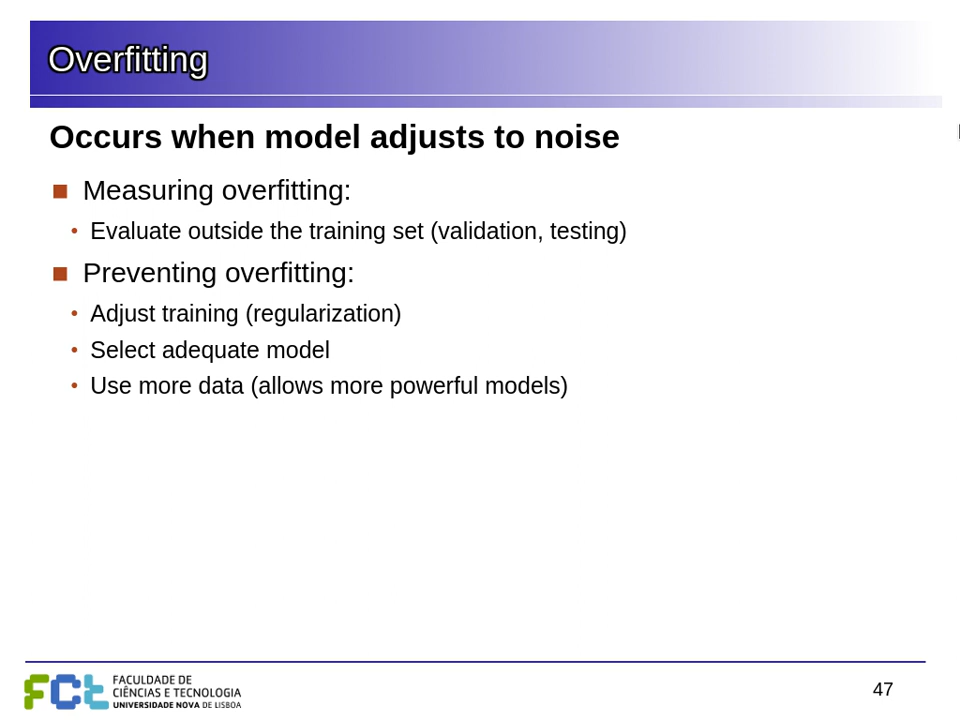 Overfitting
Occurs when model adjusts to noise
■ Measuring overfitting:
• Evaluate outside the training set (validation, testing)
■ Preventing overfitting:
• Adjust training (regularization)
• Select adequate model
• Use more data (allows more powerful models)
FCt
FACULDADE DE
CIÊNCIAS E TECNOLOGIA
UNIVERSIDADE NOVA DE LISBOA
47